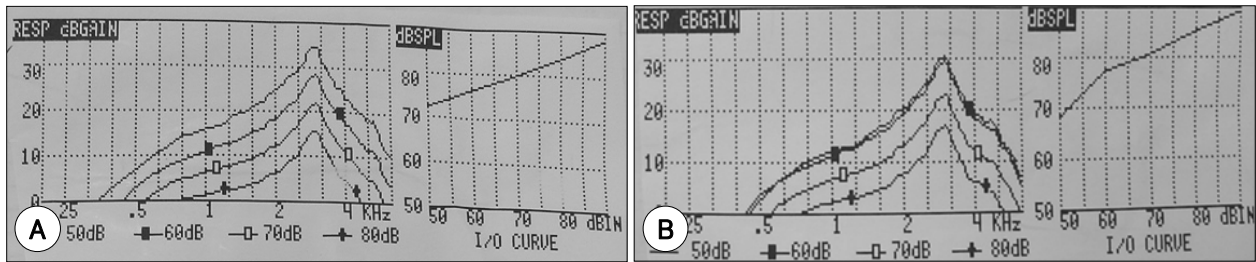 RESP dBGAIN
dBSPL
30
20
10
0
.25 .5 1 2 4 KHz
80
70
60
50
50 60 70 80 dBIN
I/O CURVE
50dB 60dB 70dB 80dB
A
RESP dBGAIN
dBSPL
30
20
10
.25 .5 1 2 4 KHz
80
70
60
50
50 60 70 80 dBIN
I/O CURVE
50dB 60dB 70dB 80dB
B